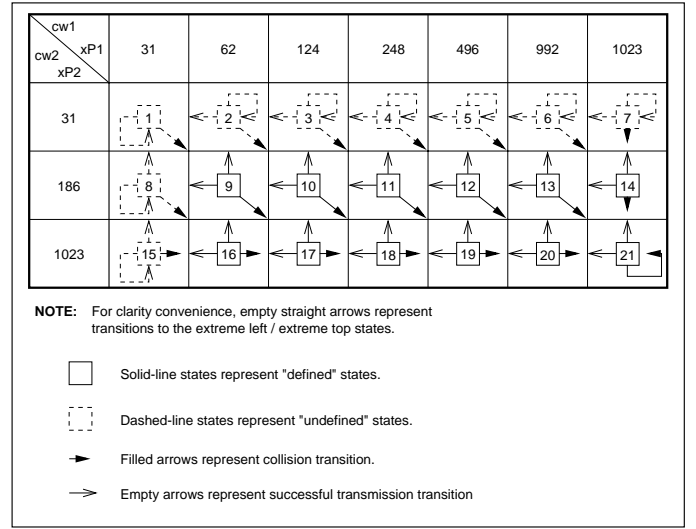 cw1
xP1
cw2
xP2
31 62 124 248 496 992 1023
31 1 2 3 4 5 6 7
186 8 9 10 11 12 13 14
1023 15 16 17 18 19 20 21
NOTE: For clarity convenience, empty straight arrows represent
transitions to the extreme left / extreme top states.
Solid-line states represent "defined" states.
Dashed-line states represent "undefined" states.
Filled arrows represent collision transition.
Empty arrows represent successful transmission transition